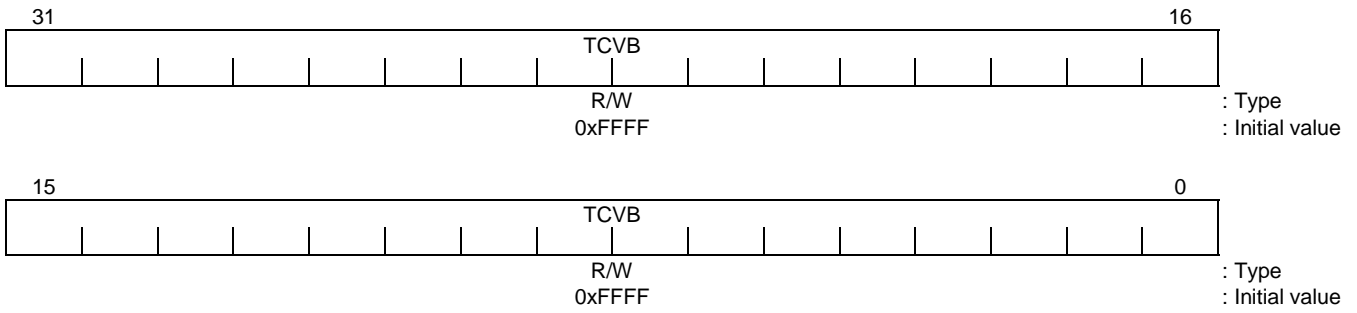 31 16
TCVB
R/W : Type
0xFFFF : Initial value
15 0
TCVB
R/W : Type
0xFFFF : Initial value